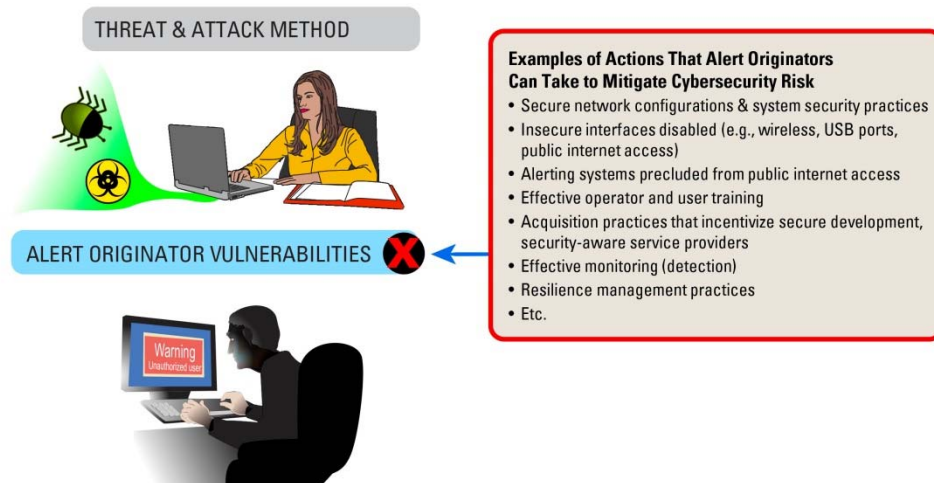 THREAT & ATTACK METHOD
ALERT ORIGINATOR VULNERABILITIES X
Warning
Unauthorized user
Examples of Actions That Alert Originators
Can Take to Mitigate Cybersecurity Risk
• Secure network configurations & system security practices
• Insecure interfaces disabled (e.g., wireless, USB ports,
public internet access)
• Alerting systems precluded from public internet access
• Effective operator and user training
• Acquisition practices that incentivize secure development,
security-aware service providers
• Effective monitoring (detection)
• Resilience management practices
• Etc.